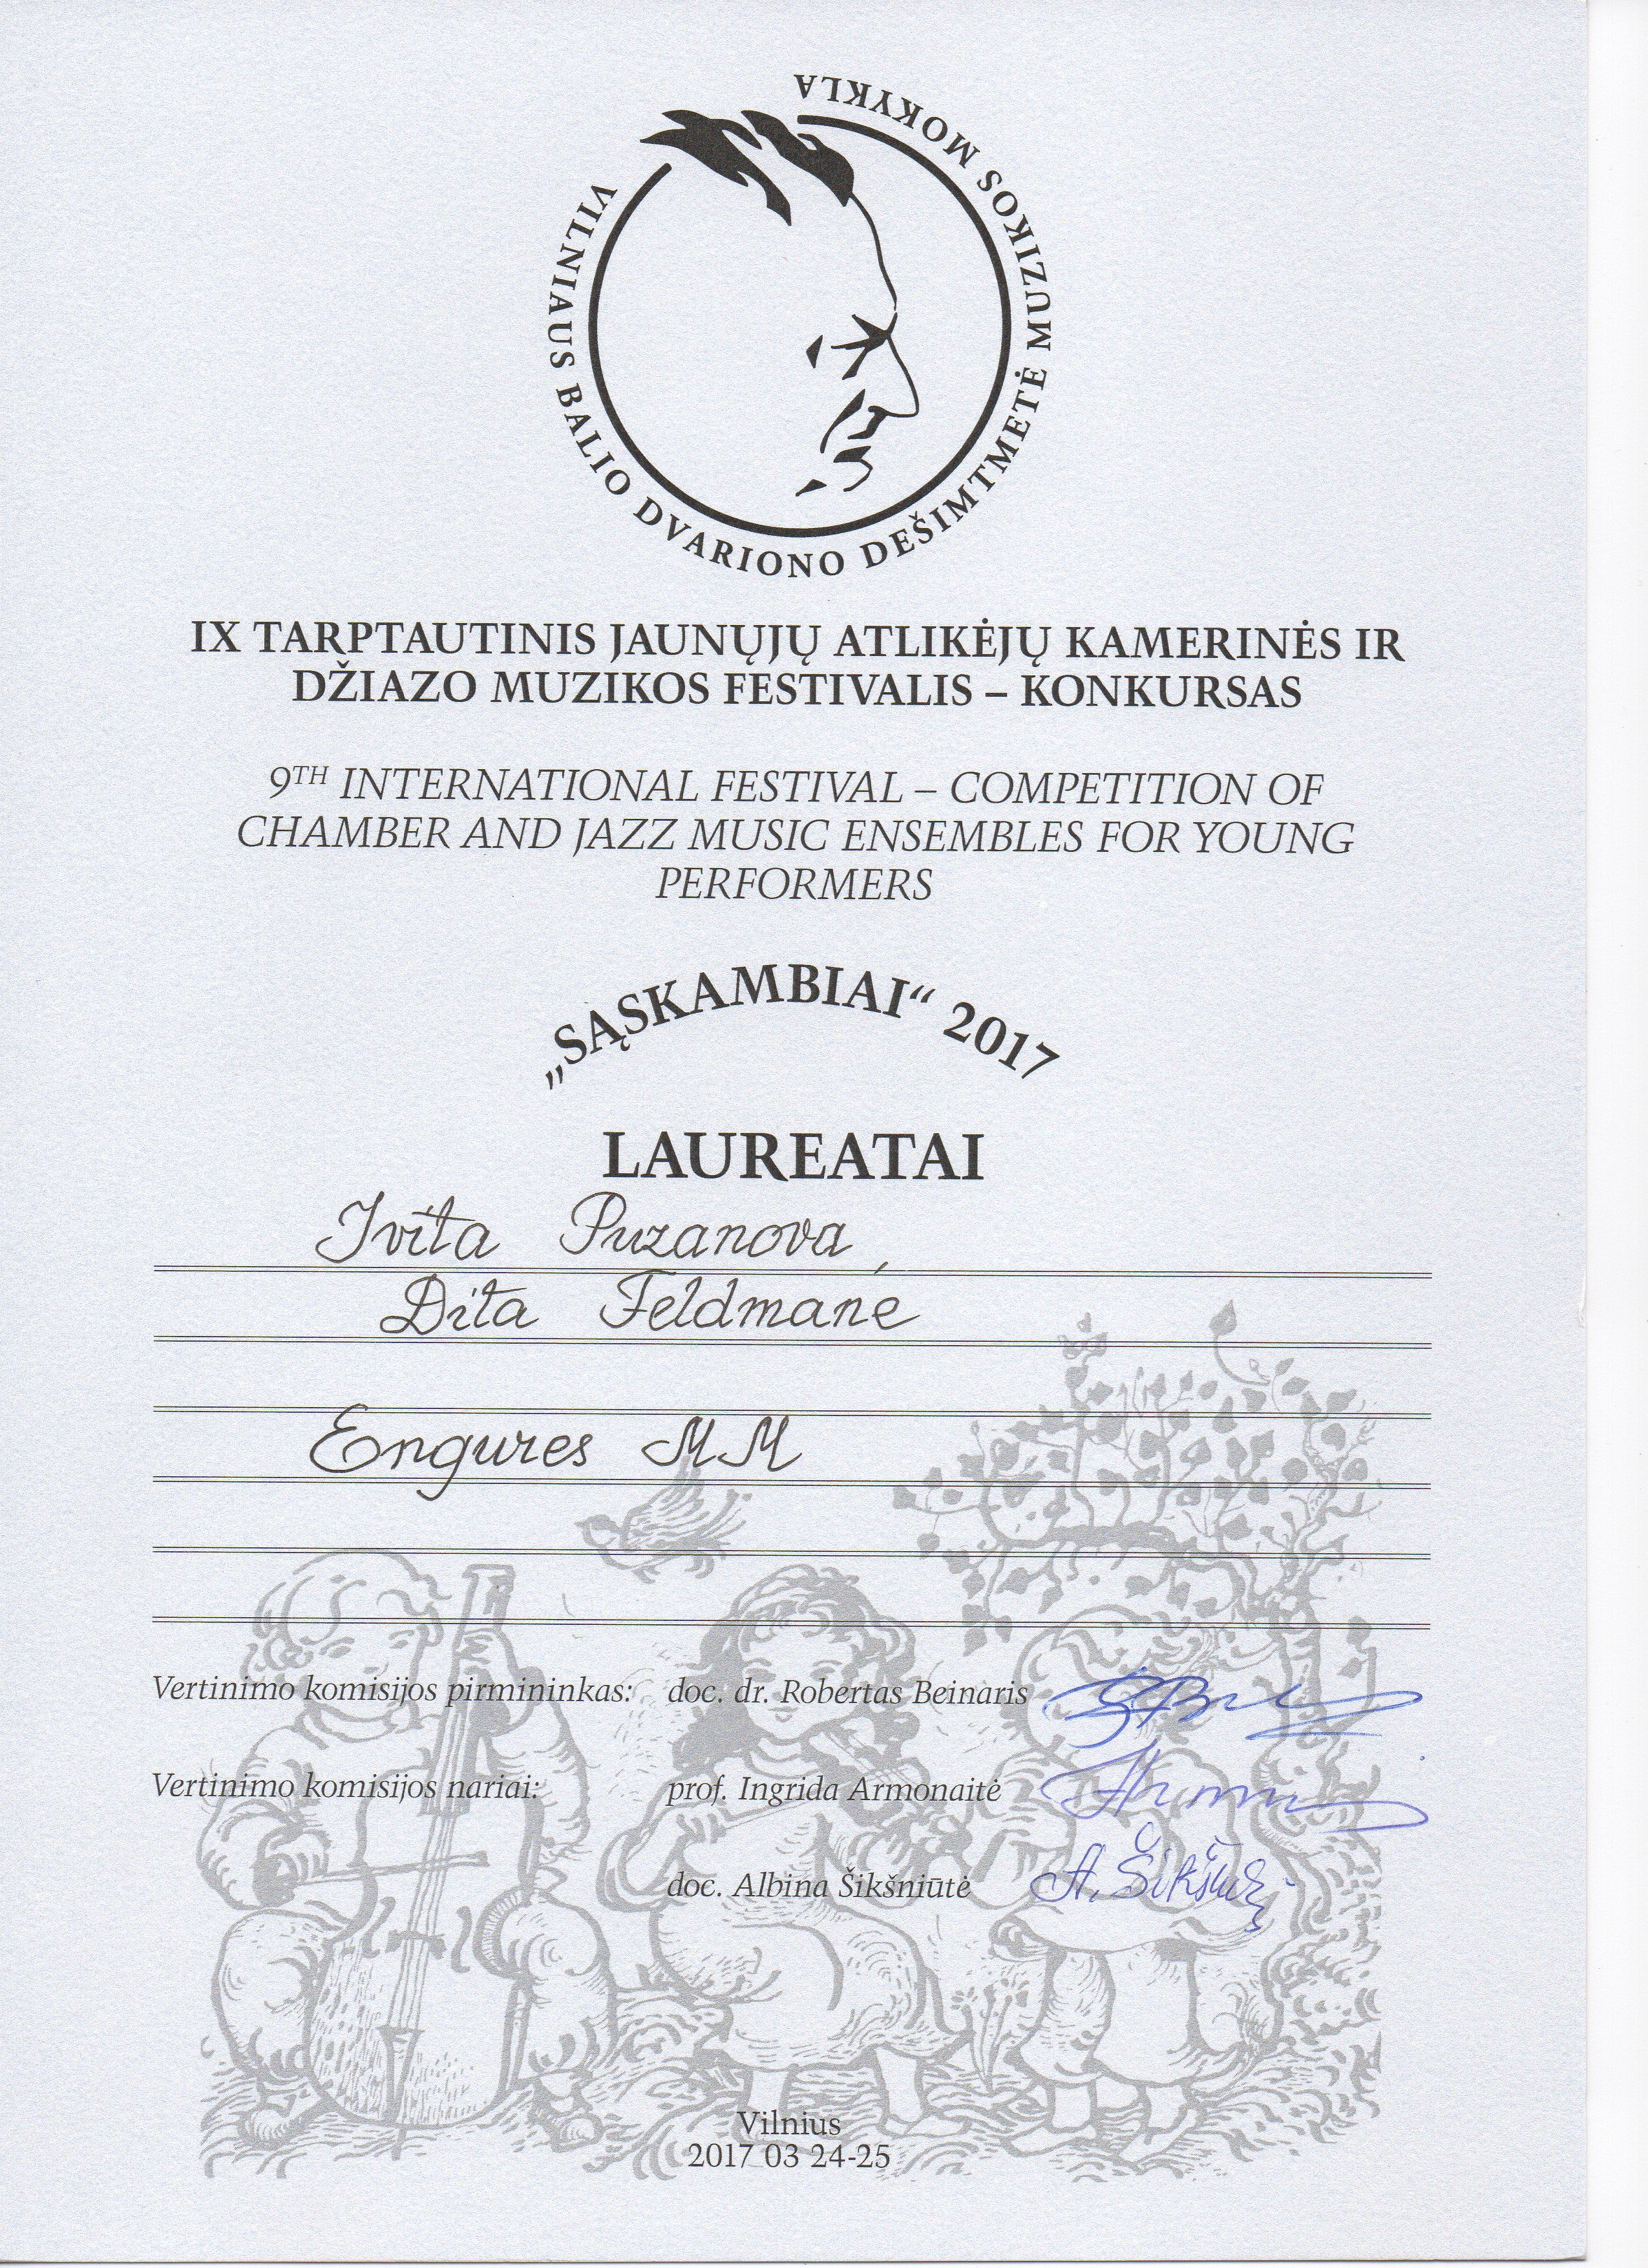 VILNIAUS BALIO DVARIONO DEŠIMTMETĖ MUZIKOS MOKYKLA
IX TARPTAUTINIS JAUNŲJŲ ATLIKĖJŲ KAMERINĖS IR
DŽIAZO MUZIKOS FESTIVALIS – KONKURSAS
9TH INTERNATIONAL FESTIVAL – COMPETITION OF
CHAMBER AND JAZZ MUSIC ENSEMBLES FOR YOUNG
PERFORMERS
„SĄSKAMBIAI“ 2017
LAUREATAI
Ivita Puzanova,
Dita Feldmane
Engures MM
Vertinimo komisijos pirmininkas: doc. dr. Robertas Beinaris
Vertinimo komisijos nariai: prof. Ingrida Armonaitė
doc. Albina Šikšniūtė
Vilnius
2017 03 24-25